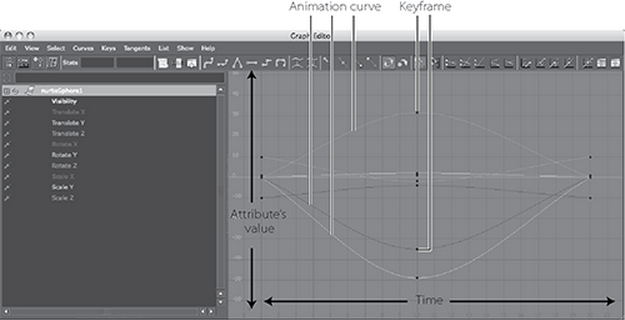 Animation curve Keyframe
Graph Editor
Edit View Select Curves Keys Tangents List Show Help
Stats
nurbsSphere1
Visibility
Translate X
Translate Y
Translate Z
Rotate X
Rotate Y
Rotate Z
Scale X
Scale Y
Scale Z
Attribute's
value
Time